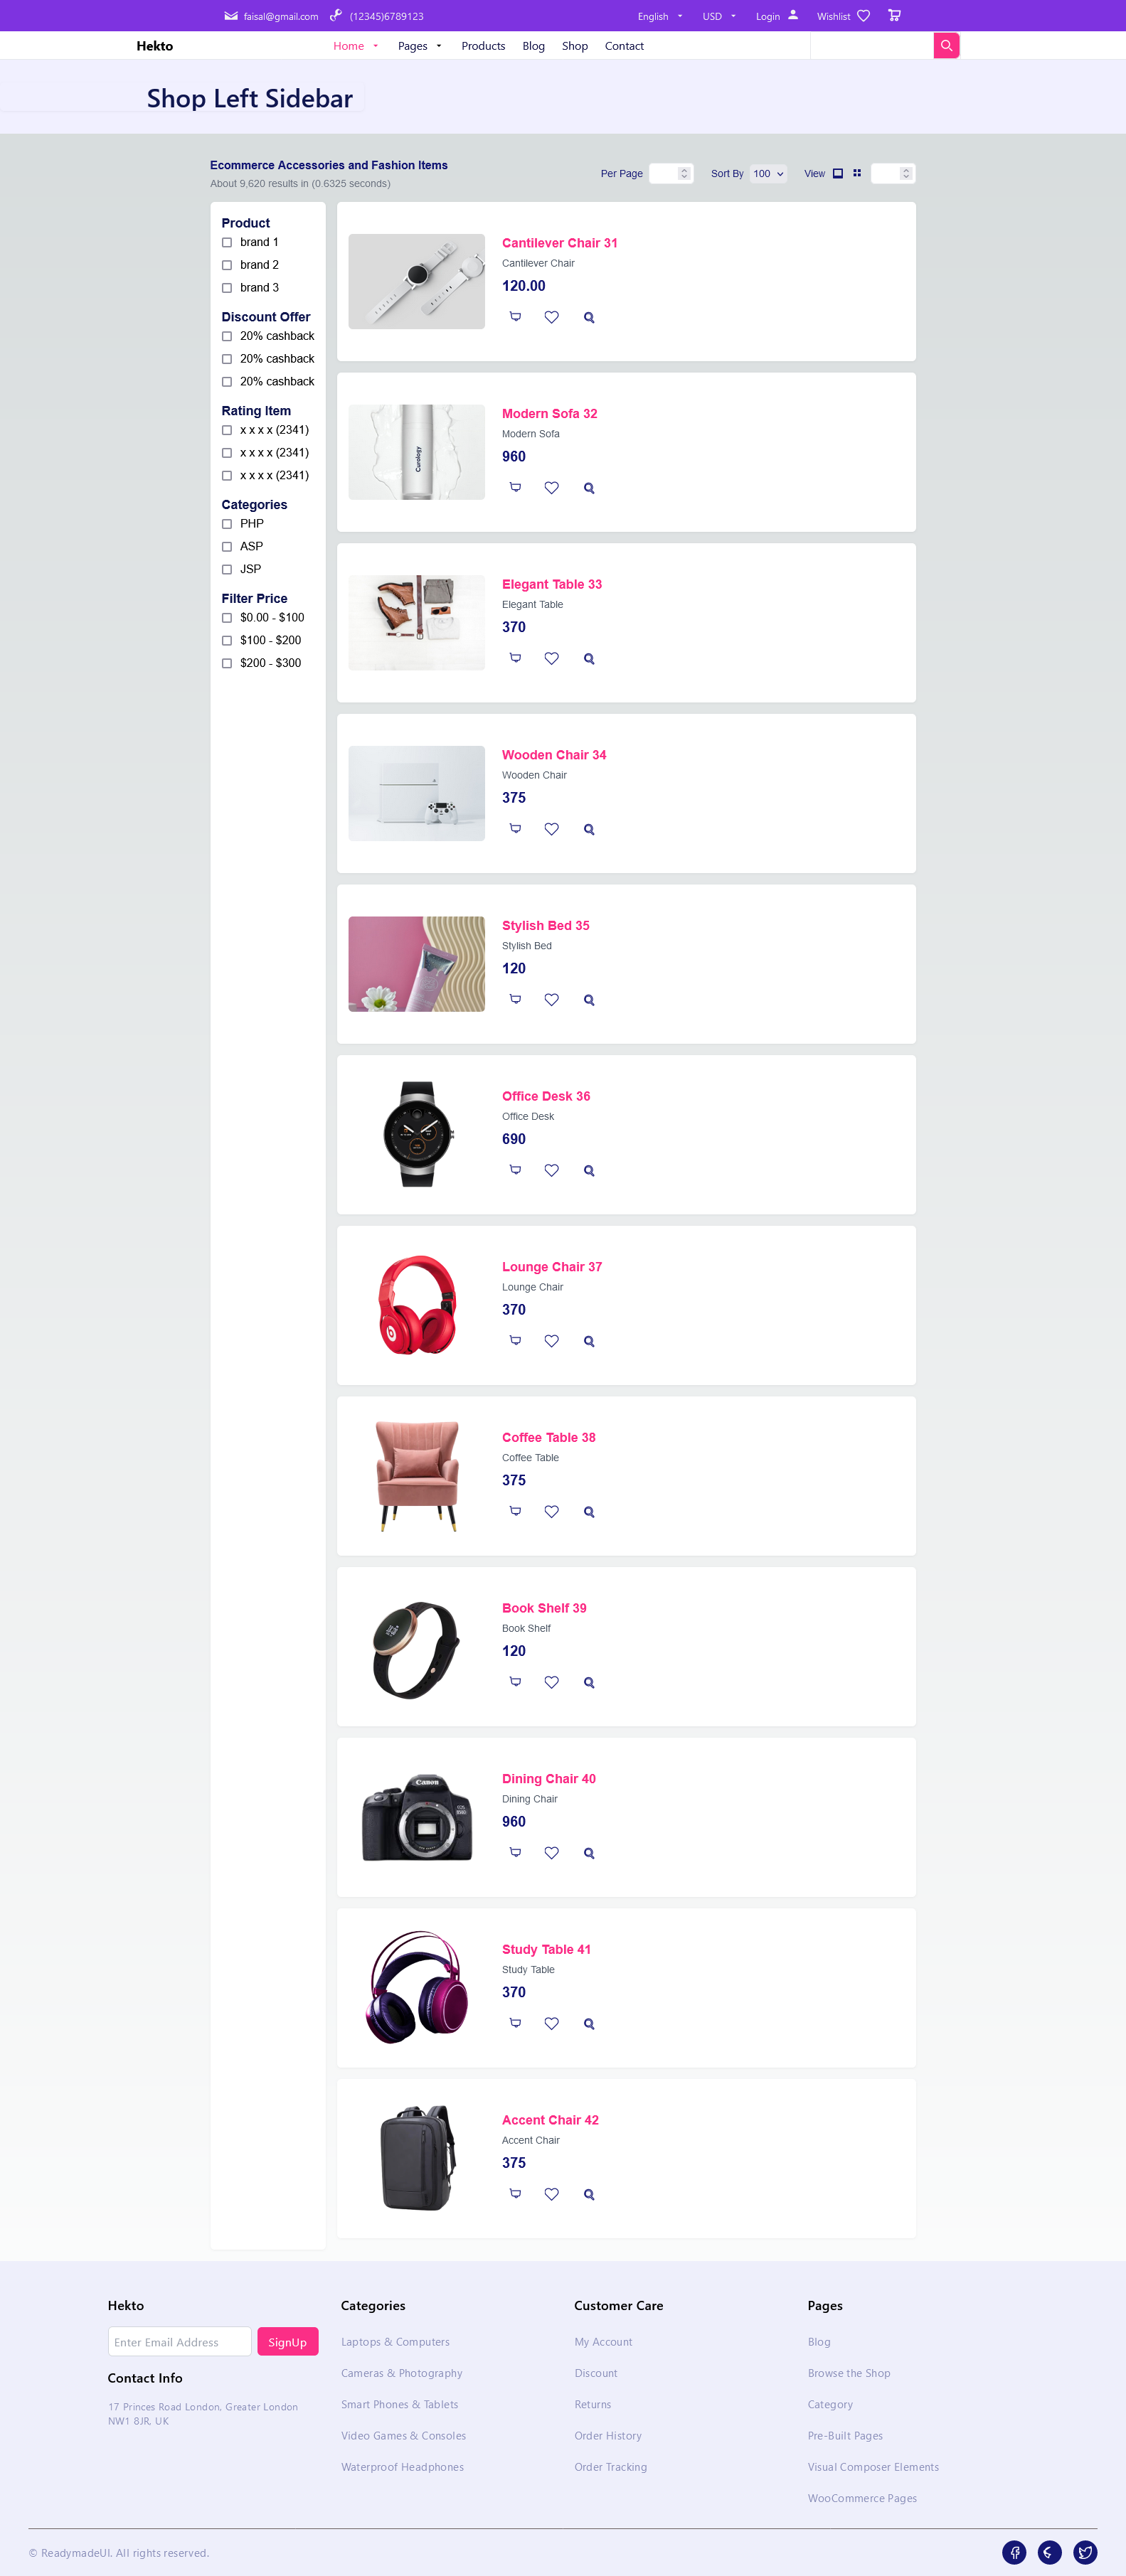 faisal@gmail.com (12345)6789123 English USD Login Wishlist
Hekto Home Pages Products Blog Shop Contact
Shop Left Sidebar
Ecommerce Accessories and Fashion Items
About 9,620 results in (0.6325 seconds)
Per Page Sort By 100 View
Product
brand 1
brand 2
brand 3
Discount Offer
20% cashback
20% cashback
20% cashback
Rating Item
x x x x (2341)
x x x x (2341)
x x x x (2341)
Categories
PHP
ASP
JSP
Filter Price
$0.00 - $100
$100 - $200
$200 - $300
Cantilever Chair 31
Cantilever Chair
120.00
Curology
Modern Sofa 32
Modern Sofa
960
Elegant Table 33
Elegant Table
370
Wooden Chair 34
Wooden Chair
375
Stylish Bed 35
Stylish Bed
120
Office Desk 36
Office Desk
690
Lounge Chair 37
Lounge Chair
370
Coffee Table 38
Coffee Table
375
Book Shelf 39
Book Shelf
120
Canon
Dining Chair 40
Dining Chair
960
Study Table 41
Study Table
370
Accent Chair 42
Accent Chair
375
Hekto
Enter Email Address SignUp
Contact Info
17 Princes Road London, Greater London
NW1 8JR, UK
Categories
Laptops & Computers
Cameras & Photography
Smart Phones & Tablets
Video Games & Consoles
Waterproof Headphones
Customer Care
My Account
Discount
Returns
Order History
Order Tracking
Pages
Blog
Browse the Shop
Category
Pre-Built Pages
Visual Composer Elements
WooCommerce Pages
© ReadymadeUI. All rights reserved.